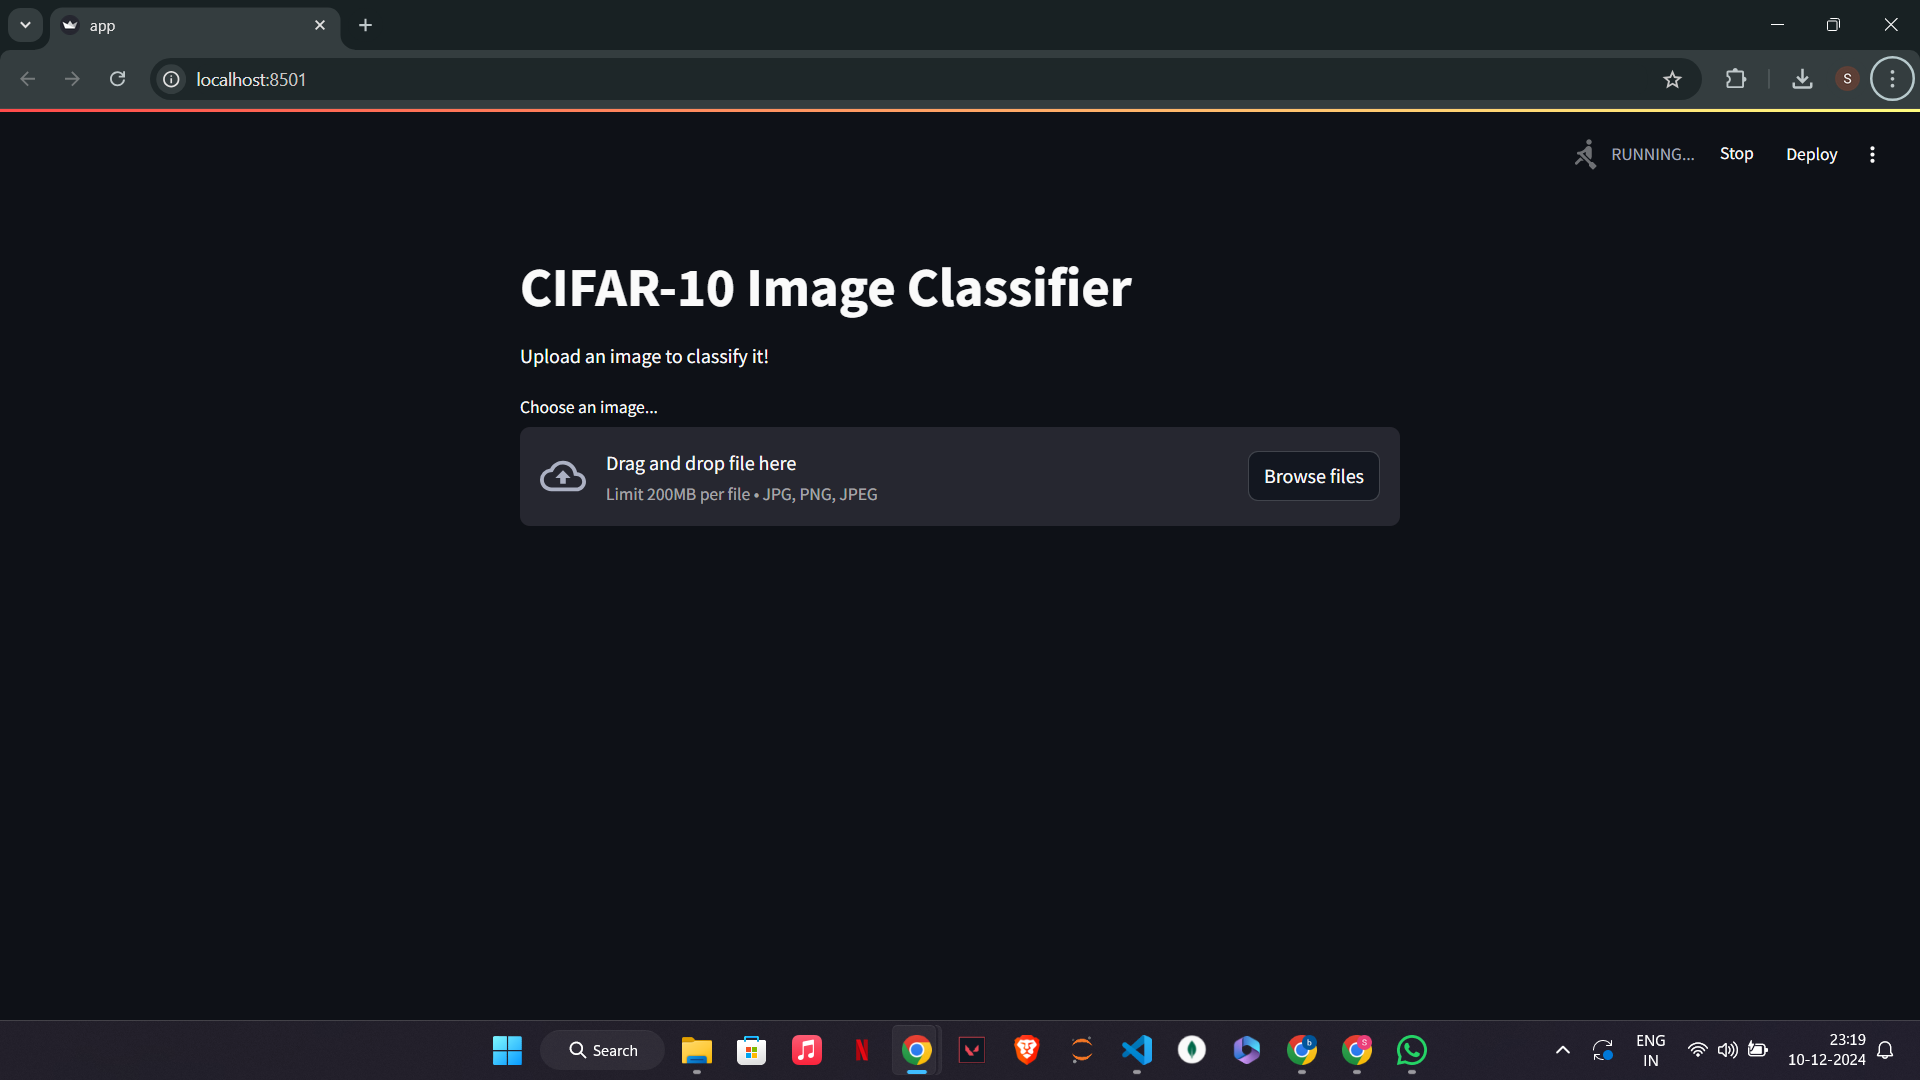 app
localhost:8501
S
RUNNING...
Stop
Deploy
CIFAR-10 Image Classifier
Upload an image to classify it!
Choose an image...
Drag and drop file here
Limit 200MB per file • JPG, PNG, JPEG
Browse files
Search
N
b
S
ENG
IN
23:19
10-12-2024